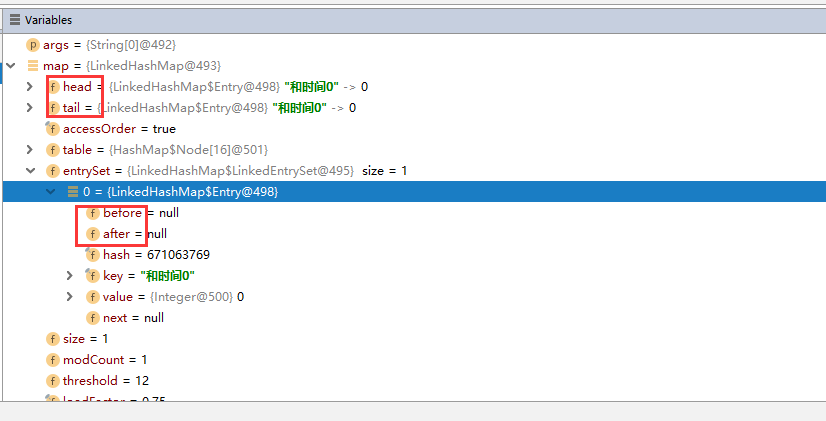 Variables
p args = {String[0]@492}
map = {LinkedHashMap@493}
f head = {LinkedHashMap$Entry@498} "和时间0" -> 0
f tail = {LinkedHashMap$Entry@498} "和时间0" -> 0
f accessOrder = true
f table = {HashMap$Node[16]@501}
f entrySet = {LinkedHashMap$LinkedEntrySet@495} size = 1
0 = {LinkedHashMap$Entry@498}
f before = null
f after = null
f hash = 671063769
f key = "和时间0"
f value = {Integer@500} 0
f next = null
f size = 1
f modCount = 1
f threshold = 12
f loadFactor = 0.75